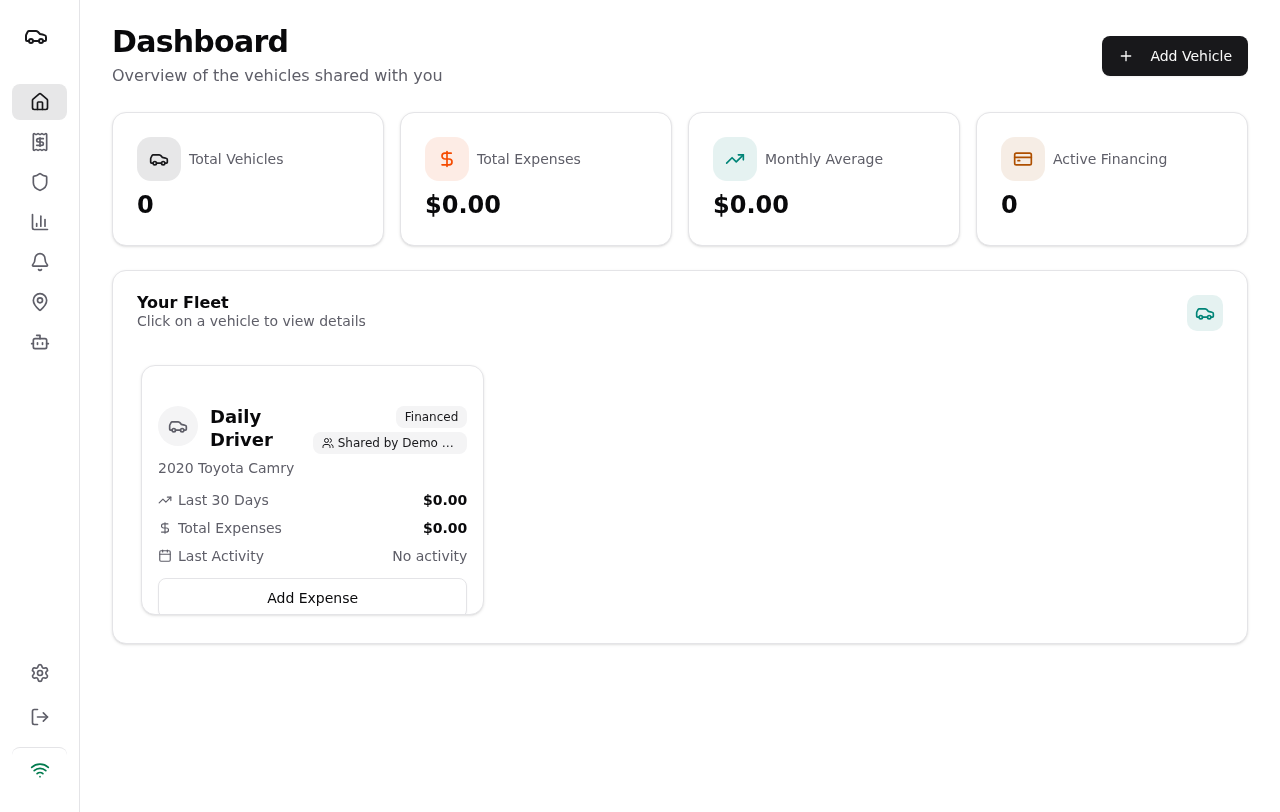 Dashboard
Overview of the vehicles shared with you
Add Vehicle
Total Vehicles
0
Total Expenses
$0.00
Monthly Average
$0.00
Active Financing
0
Your Fleet
Click on a vehicle to view details
Daily
Driver
Financed
Shared by Demo ...
2020 Toyota Camry
Last 30 Days $0.00
Total Expenses $0.00
Last Activity No activity
Add Expense